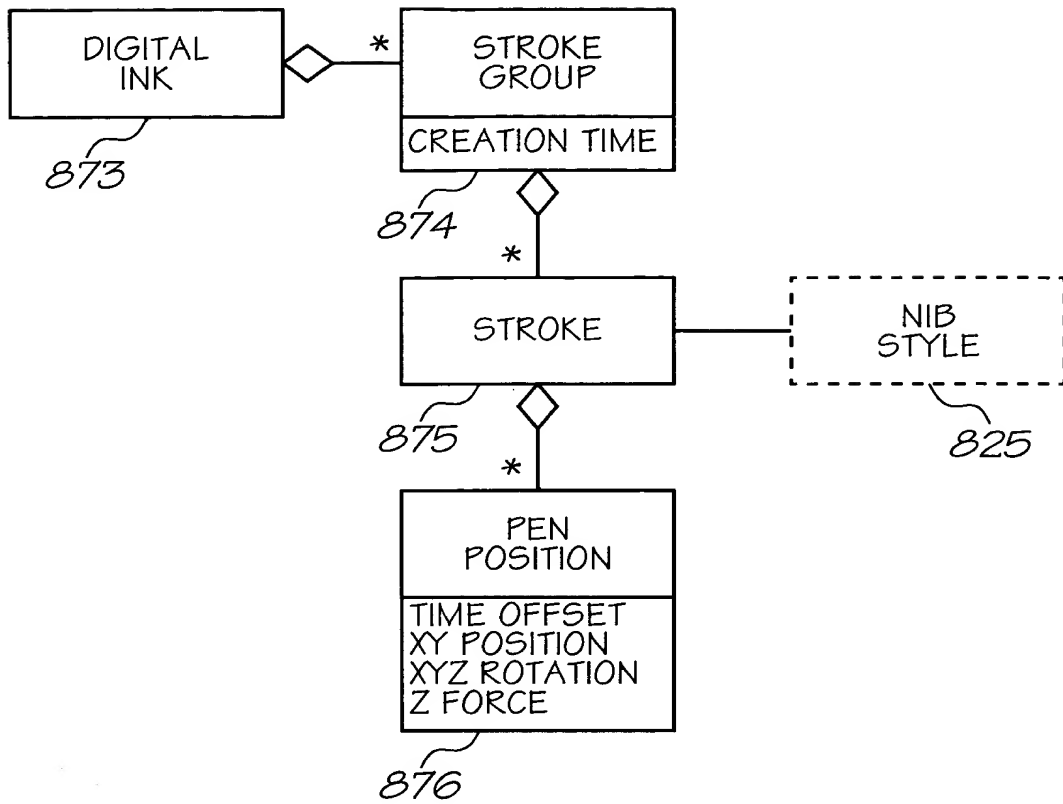 DIGITAL
INK
873
*
STROKE
GROUP
CREATION TIME
874
*
STROKE
875
NIB
STYLE
825
*
PEN
POSITION
TIME OFFSET
XY POSITION
XYZ ROTATION
Z FORCE
876